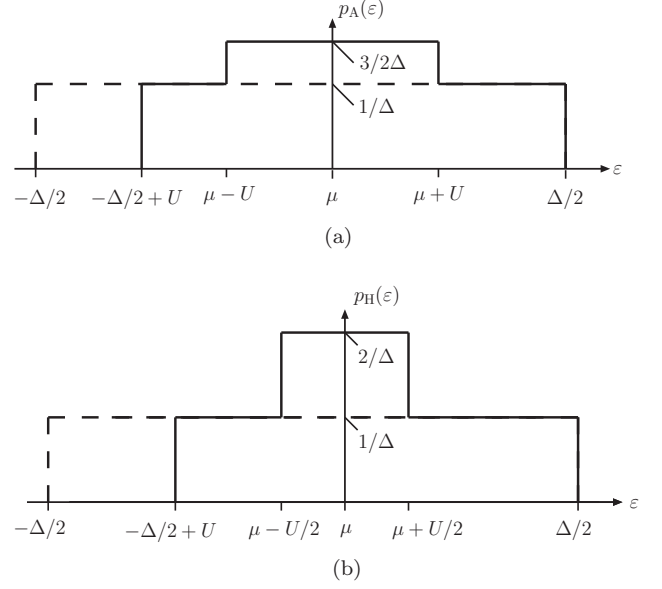 p_A(ε)
3/2Δ
1/Δ
ε
−Δ/2 −Δ/2 + U μ − U μ μ + U Δ/2
(a)
p_H(ε)
2/Δ
1/Δ
ε
−Δ/2 −Δ/2 + U μ − U/2 μ μ + U/2 Δ/2
(b)